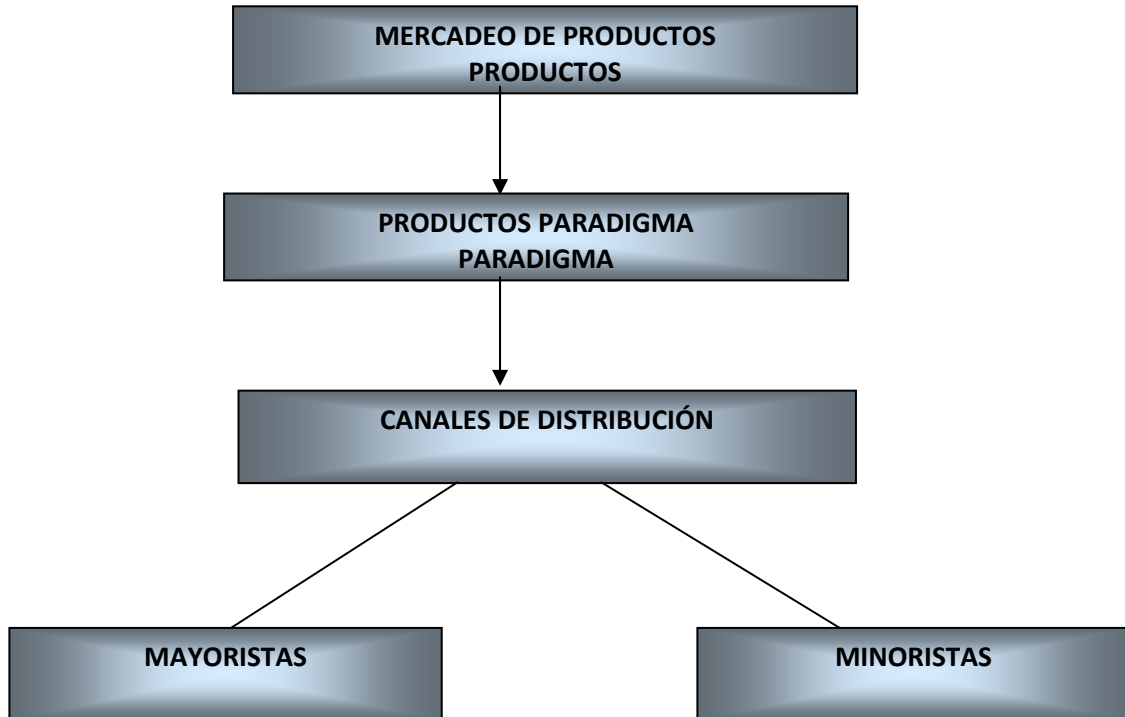 MERCADEO DE PRODUCTOS
PRODUCTOS
PRODUCTOS PARADIGMA
PARADIGMA
CANALES DE DISTRIBUCIÓN
MAYORISTAS
MINORISTAS